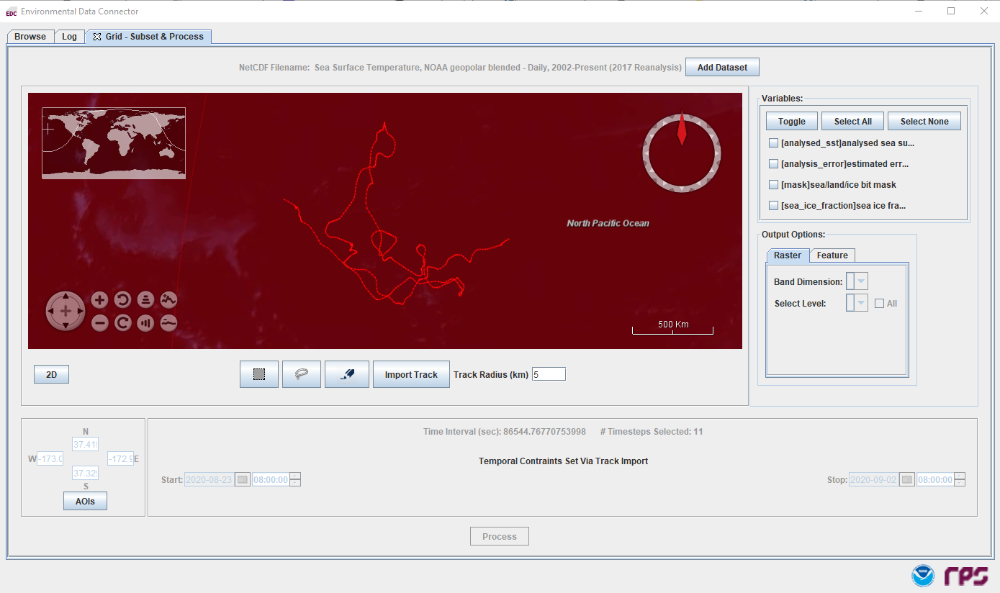 EDC Environmental Data Connector
Browse Log Grid - Subset & Process
NetCDF Filename: Sea Surface Temperature, NOAA geopolar blended - Daily, 2002-Present (2017 Reanalysis) Add Dataset
Variables:
Toggle Select All Select None
[analysed_sst]analysed sea su...
[analysis_error]estimated err...
[mask]sea/land/ice bit mask
[sea_ice_fraction]sea ice fra...
North Pacific Ocean
Output Options:
Raster Feature
Band Dimension:
Select Level: All
500 Km
2D Import Track Track Radius (km) 5
N
37.41
W -173.0 -172.9 E
37.32
S
AOIs
Time Interval (sec): 86544.76770753998 # Timesteps Selected: 11
Temporal Contraints Set Via Track Import
Start: 2020-08-23 08:00:00 Stop: 2020-09-02 08:00:00
Process
rps